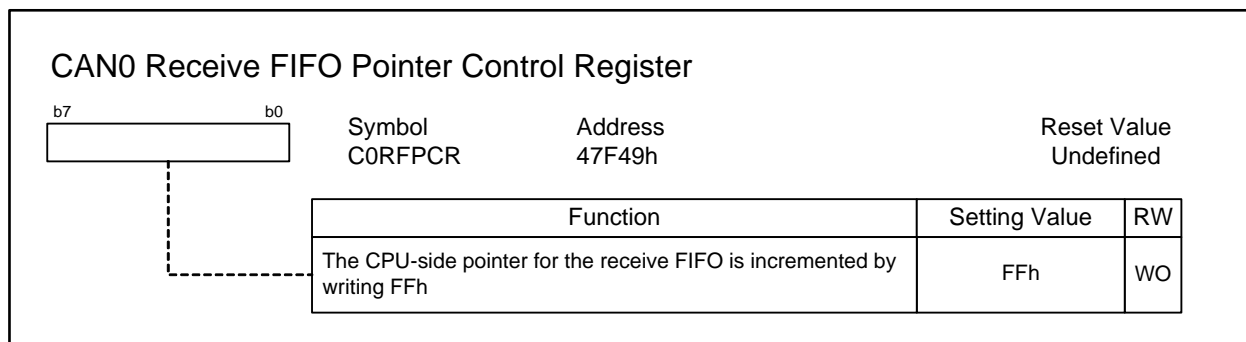 CAN0 Receive FIFO Pointer Control Register
b7 b0
Symbol Address Reset Value
C0RFPCR 47F49h Undefined
Function Setting Value RW
The CPU-side pointer for the receive FIFO is incremented by
writing FFh
FFh WO